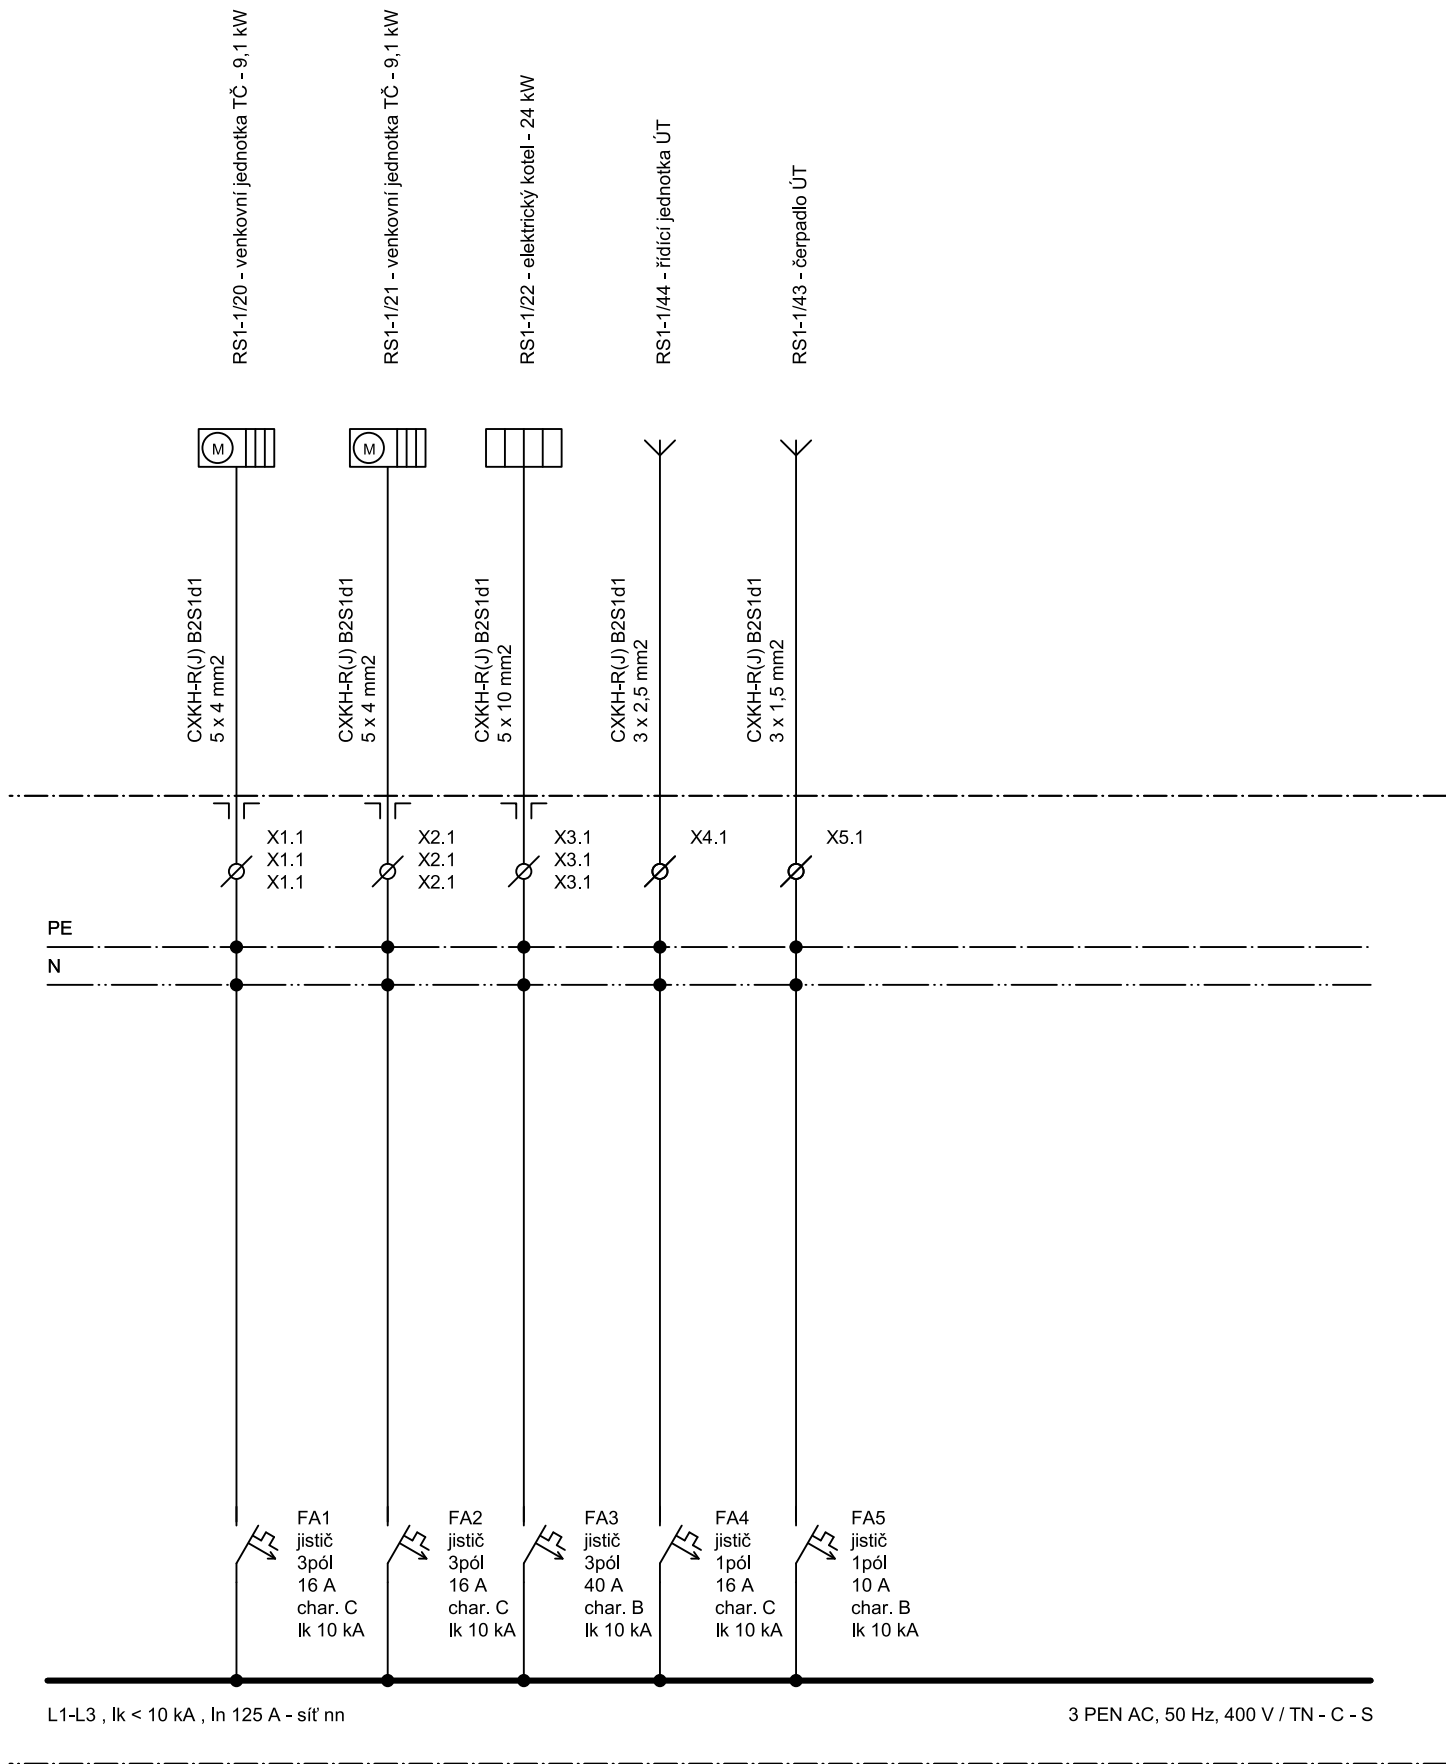 RS1-1/20 - venkovní jednotka TČ - 9,1 kW
RS1-1/21 - venkovní jednotka TČ - 9,1 kW
RS1-1/22 - elektrický kotel - 24 kW
RS1-1/44 - řídící jednotka ÚT
RS1-1/43 - čerpadlo ÚT
M
M
CXKH-R(J) B2S1d1
5 x 4 mm2
CXKH-R(J) B2S1d1
5 x 4 mm2
CXKH-R(J) B2S1d1
5 x 10 mm2
CXKH-R(J) B2S1d1
3 x 2,5 mm2
CXKH-R(J) B2S1d1
3 x 1,5 mm2
X1.1
X1.1
X1.1
X2.1
X2.1
X2.1
X3.1
X3.1
X3.1
X4.1
X5.1
PE
N
FA1
jistič
3pól
16 A
char. C
Ik 10 kA
FA2
jistič
3pól
16 A
char. C
Ik 10 kA
FA3
jistič
3pól
40 A
char. B
Ik 10 kA
FA4
jistič
1pól
16 A
char. C
Ik 10 kA
FA5
jistič
1pól
10 A
char. B
Ik 10 kA
L1-L3 , Ik < 10 kA , In 125 A - síť nn
3 PEN AC, 50 Hz, 400 V / TN - C - S